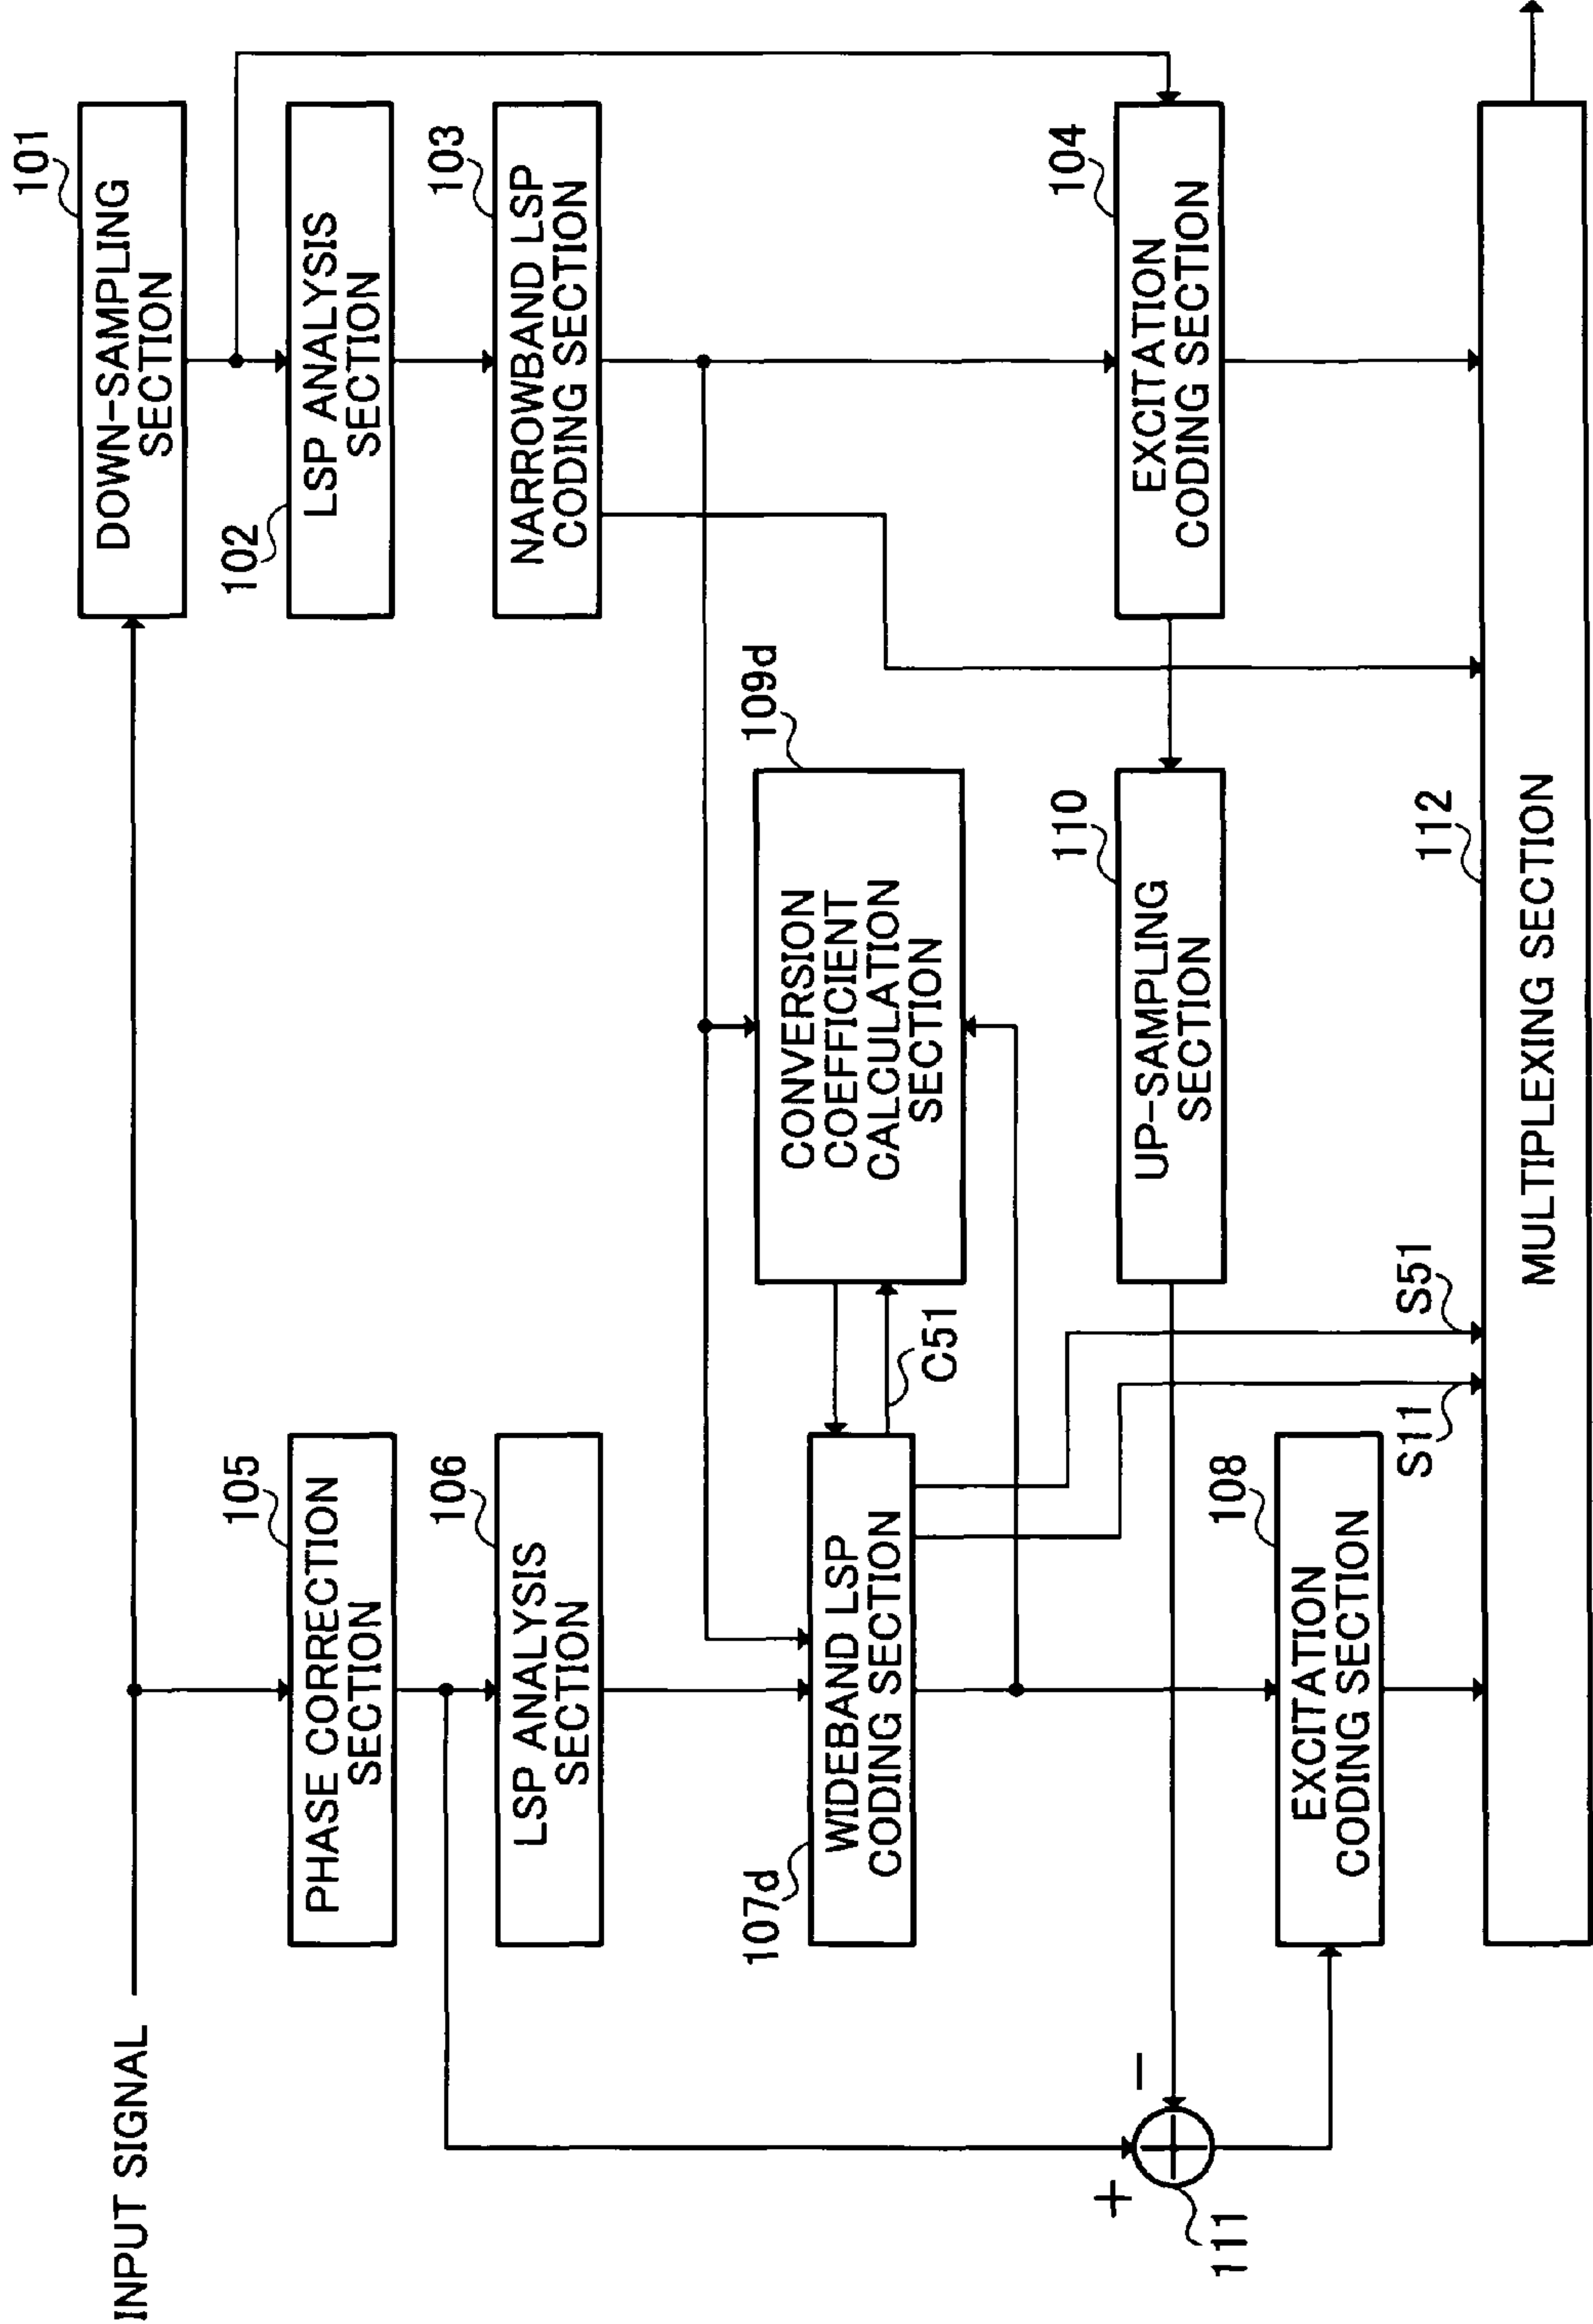 INPUT SIGNAL
101
DOWN-SAMPLING
SECTION
105
PHASE CORRECTION
SECTION
102
LSP ANALYSIS
SECTION
106
LSP ANALYSIS
SECTION
103
NARROWBAND LSP
CODING SECTION
107d
WIDEBAND LSP
CODING SECTION
109d
CONVERSION
COEFFICIENT
CALCULATION
SECTION
C51
104
EXCITATION
CODING SECTION
110
UP-SAMPLING
SECTION
+
−
111
108
EXCITATION
CODING SECTION
S11
S51
112
MULTIPLEXING SECTION